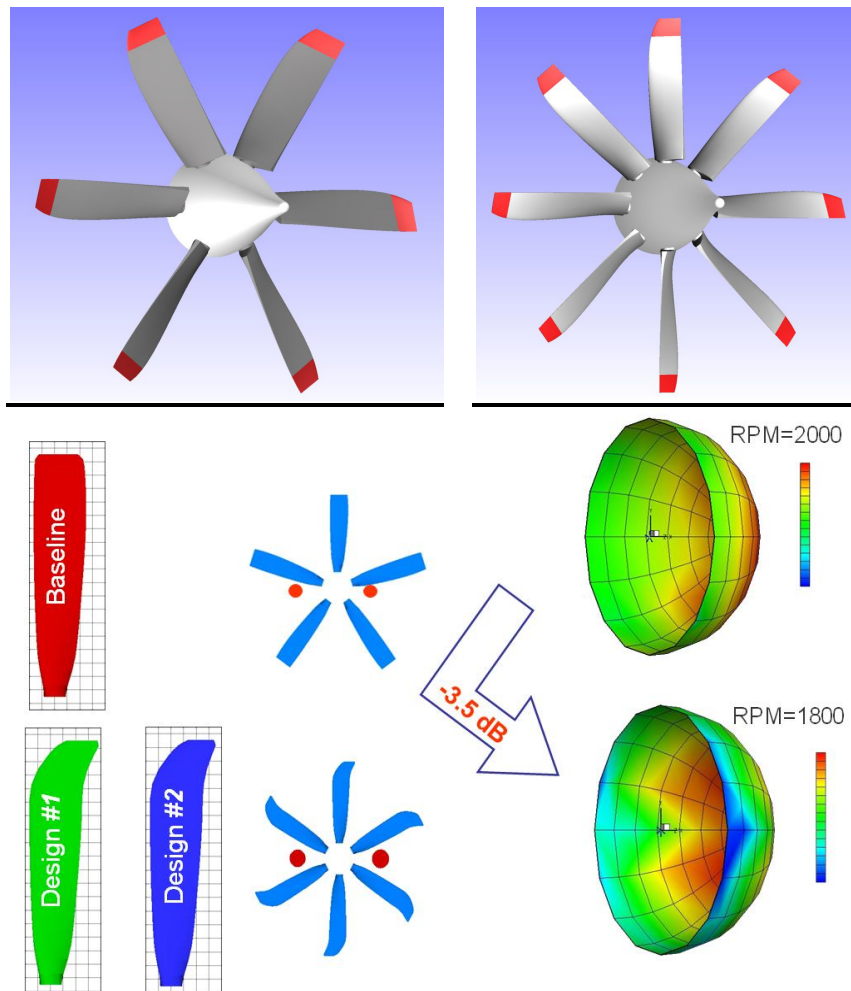 RPM=2000
Baseline
-3.5 dB
RPM=1800
Design #1
Design #2